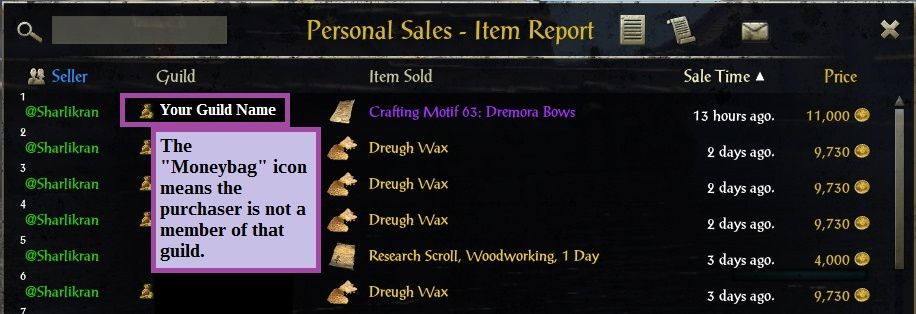 Personal Sales - Item Report
Seller Guild Item Sold Sale Time ▲ Price
1
@Sharlikran Your Guild Name Crafting Motif 63: Dremora Bows 13 hours ago. 11,000
2
@Sharlikran Dreugh Wax 2 days ago. 9,730
3
@Sharlikran Dreugh Wax 2 days ago. 9,730
4
@Sharlikran Dreugh Wax 2 days ago. 9,730
5
@Sharlikran Research Scroll, Woodworking, 1 Day 3 days ago. 4,000
6
@Sharlikran Dreugh Wax 3 days ago. 9,730
7
The
"Moneybag" icon
means the
purchaser is not a
member of that
guild.